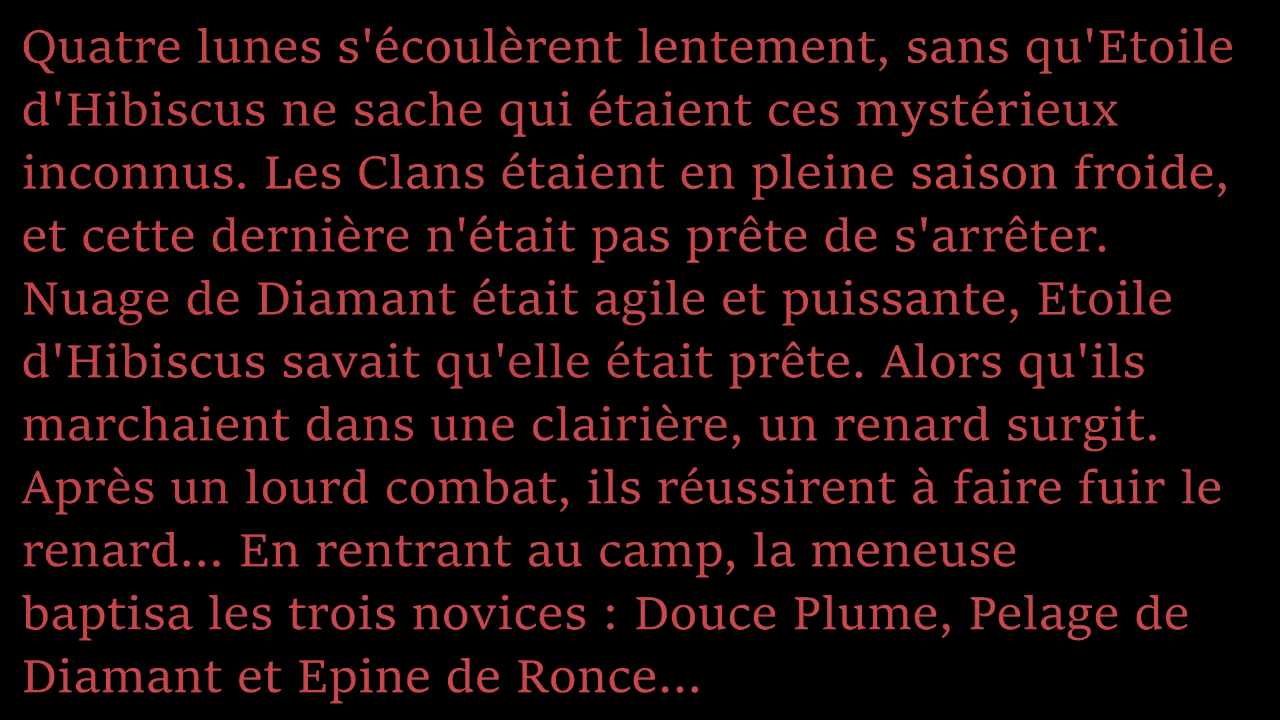 Quatre lunes s'écoulèrent lentement, sans qu'Etoile
d'Hibiscus ne sache qui étaient ces mystérieux
inconnus. Les Clans étaient en pleine saison froide,
et cette dernière n'était pas prête de s'arrêter.
Nuage de Diamant était agile et puissante, Etoile
d'Hibiscus savait qu'elle était prête. Alors qu'ils
marchaient dans une clairière, un renard surgit.
Après un lourd combat, ils réussirent à faire fuir le
renard... En rentrant au camp, la meneuse
baptisa les trois novices : Douce Plume, Pelage de
Diamant et Epine de Ronce...